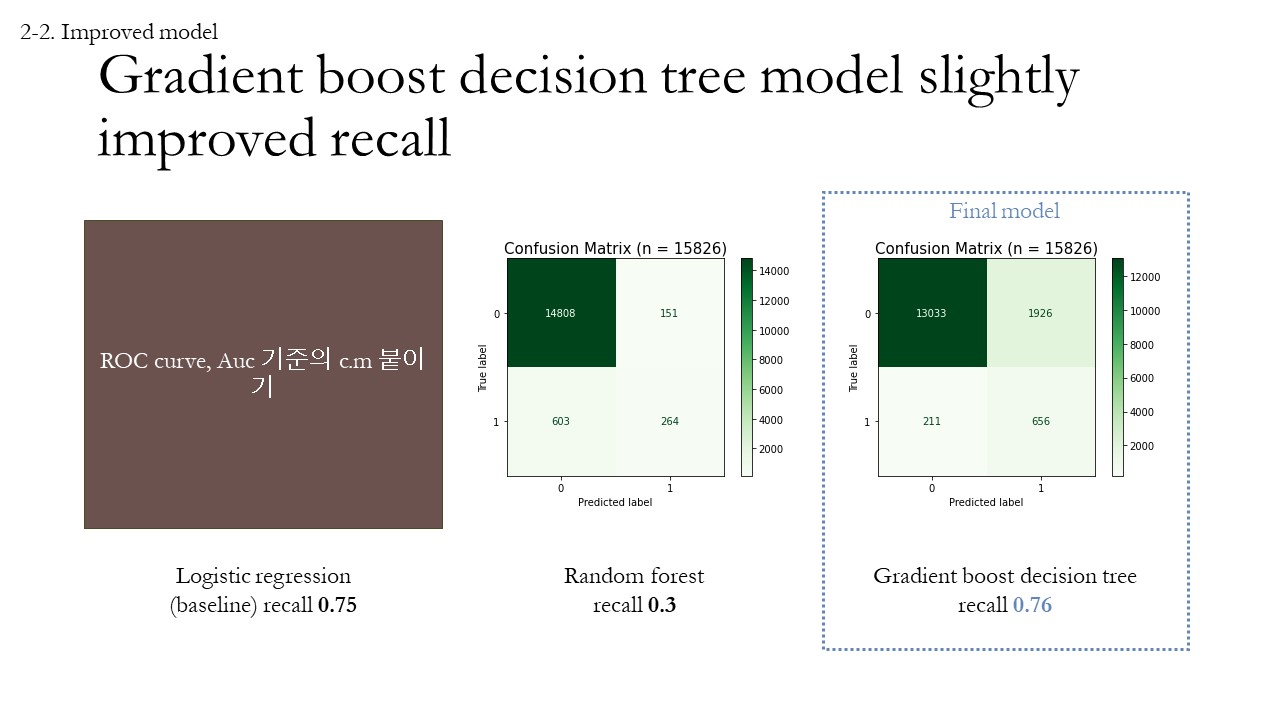 2-2. Improved model
Gradient boost decision tree model slightly
improved recall
ROC curve, Auc 기준의 c.m 붙이
기
Logistic regression
(baseline) recall 0.75
Confusion Matrix (n = 15826)
True label
0
1
14808
151
603
264
0
1
Predicted label
14000
12000
10000
8000
6000
4000
2000
Random forest
recall 0.3
Final model
Confusion Matrix (n = 15826)
True label
0
1
13033
1926
211
656
0
1
Predicted label
12000
10000
8000
6000
4000
2000
Gradient boost decision tree
recall 0.76